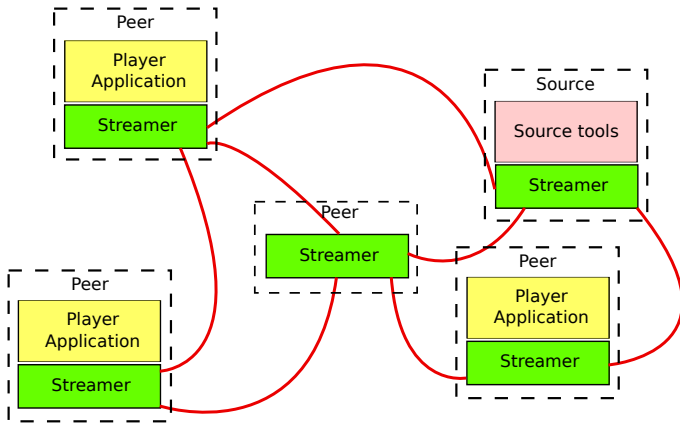 Peer
Player
Application
Streamer
Source
Source tools
Streamer
Peer
Streamer
Peer
Player
Application
Streamer
Peer
Player
Application
Streamer